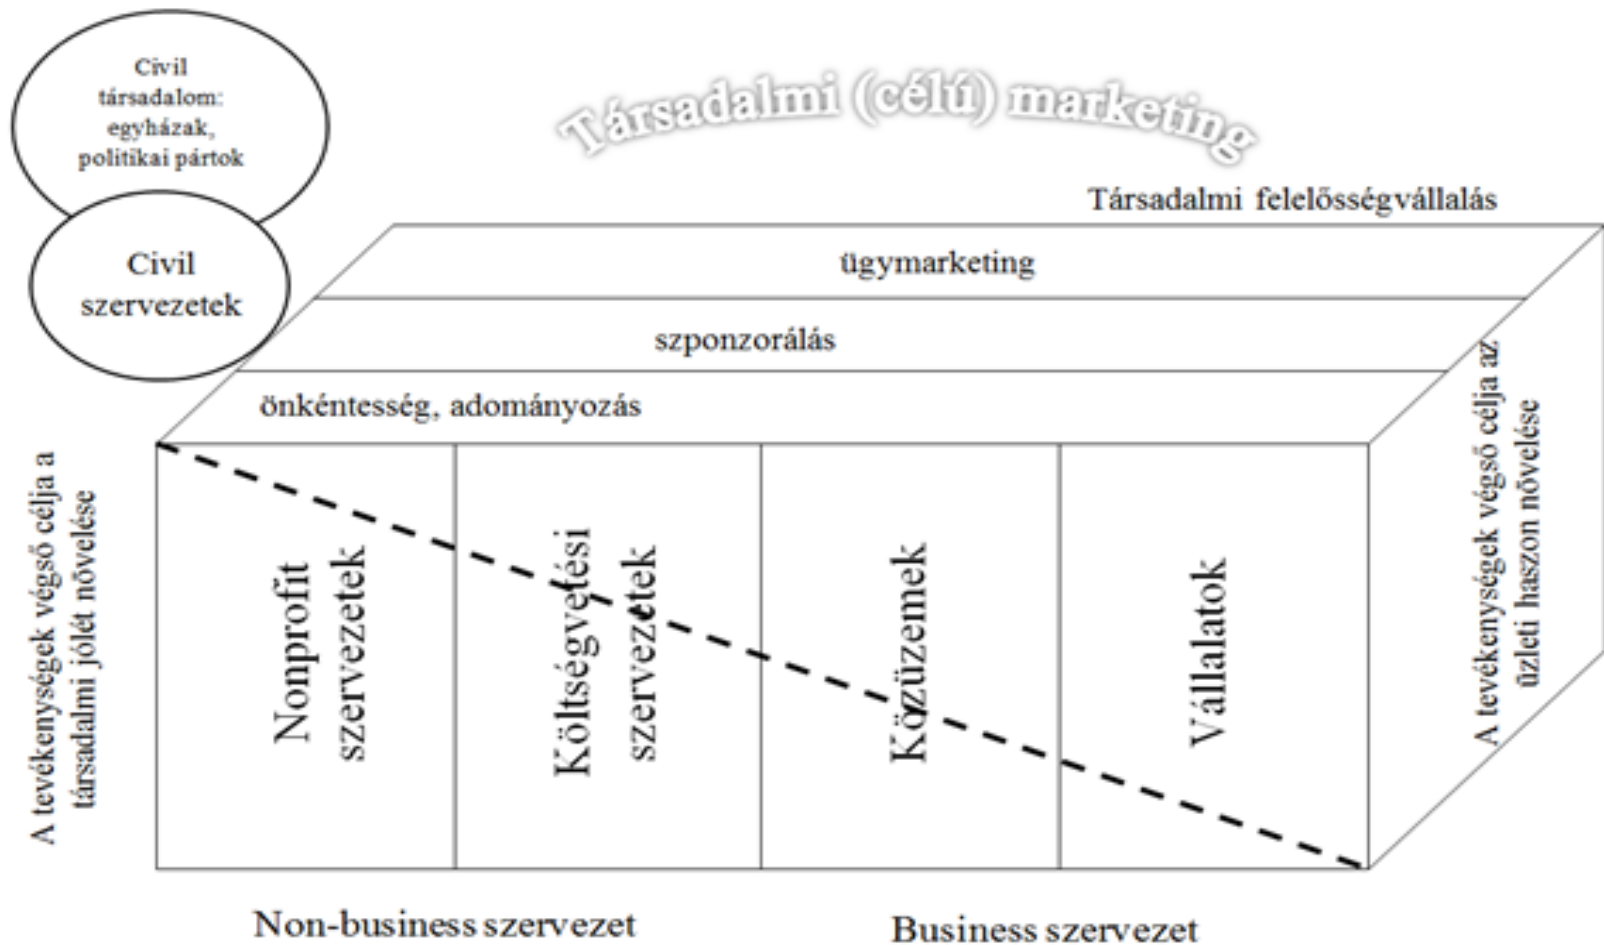 Civil
társadalom:
egyházak,
politikai pártok
Társadalmi (célú) marketing
Társadalmi felelősségvállalás
Civil
szervezetek
ügymarketing
szponzorálás
önkéntesség, adományozás
A tevékenységek végső célja a
társadalmi jólét növelése
Nonprofit
szervezetek
Költségvetési
szervezetek
Közüzemek
Vállalatok
A tevékenységek végső célja az
üzleti haszon növelése
Non-business szervezet
Business szervezet